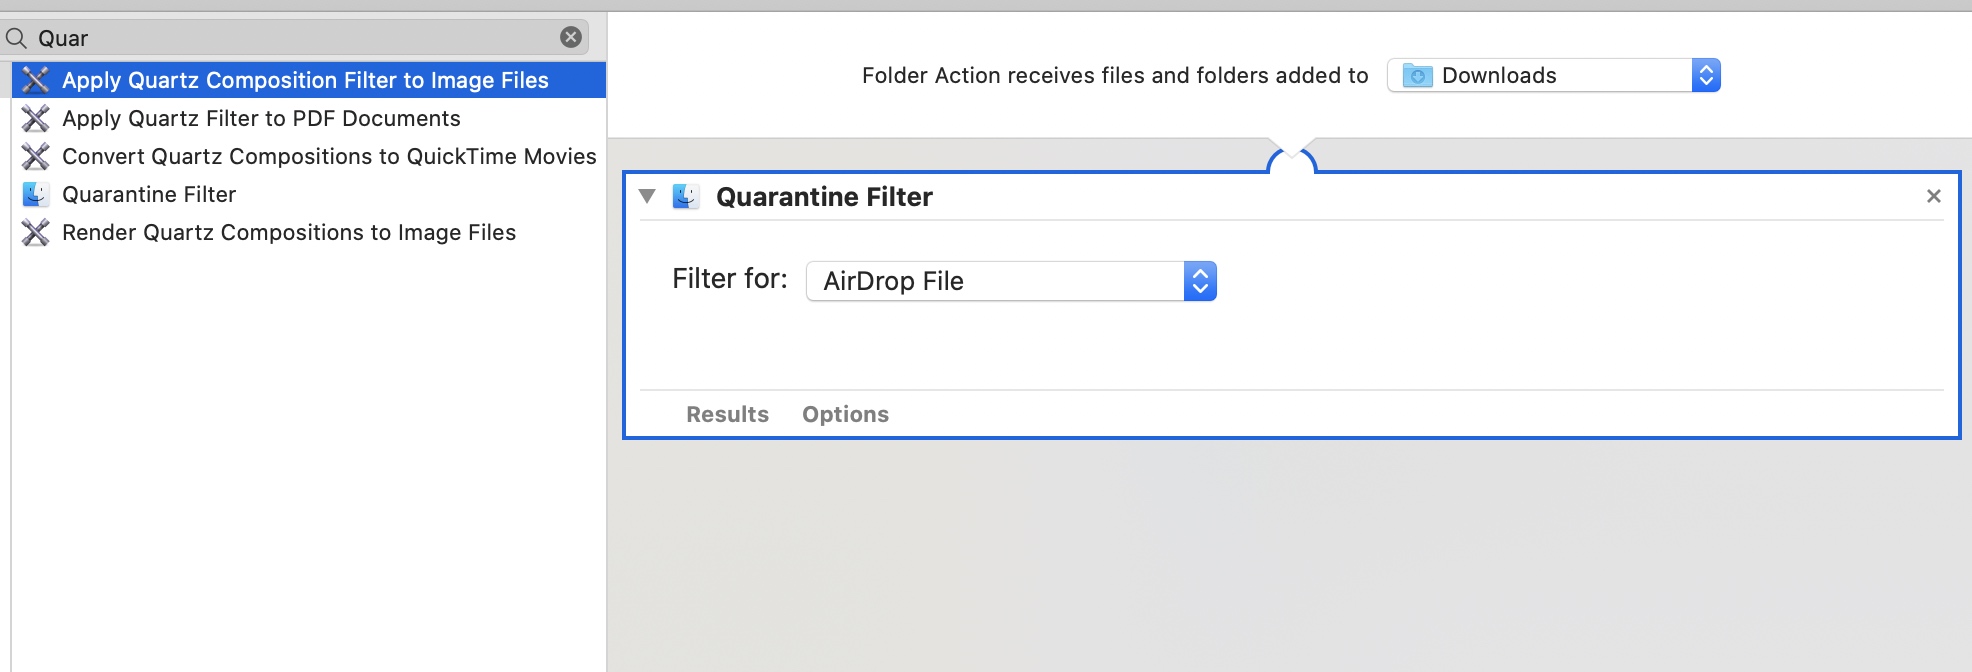 Quar
Apply Quartz Composition Filter to Image Files
Apply Quartz Filter to PDF Documents
Convert Quartz Compositions to QuickTime Movies
Quarantine Filter
Render Quartz Compositions to Image Files
Folder Action receives files and folders added to Downloads
Quarantine Filter
Filter for: AirDrop File
Results Options